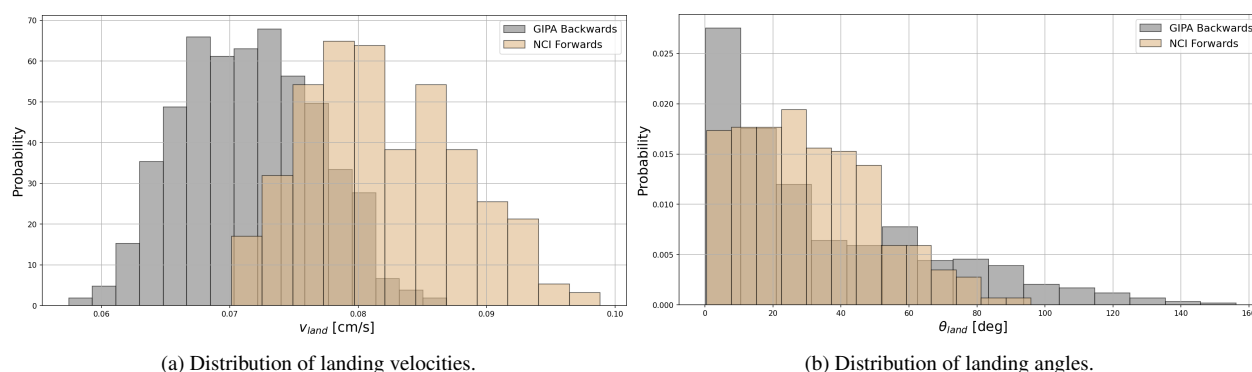 70
60
50
40
30
20
10
0
Probability
GIPA Backwards
NCI Forwards
0.06 0.07 0.08 0.09 0.10
v_land [cm/s]
(a) Distribution of landing velocities.
0.025
0.020
0.015
0.010
0.005
0.000
Probability
GIPA Backwards
NCI Forwards
0 20 40 60 80 100 120 140
θ_land [deg]
(b) Distribution of landing angles.